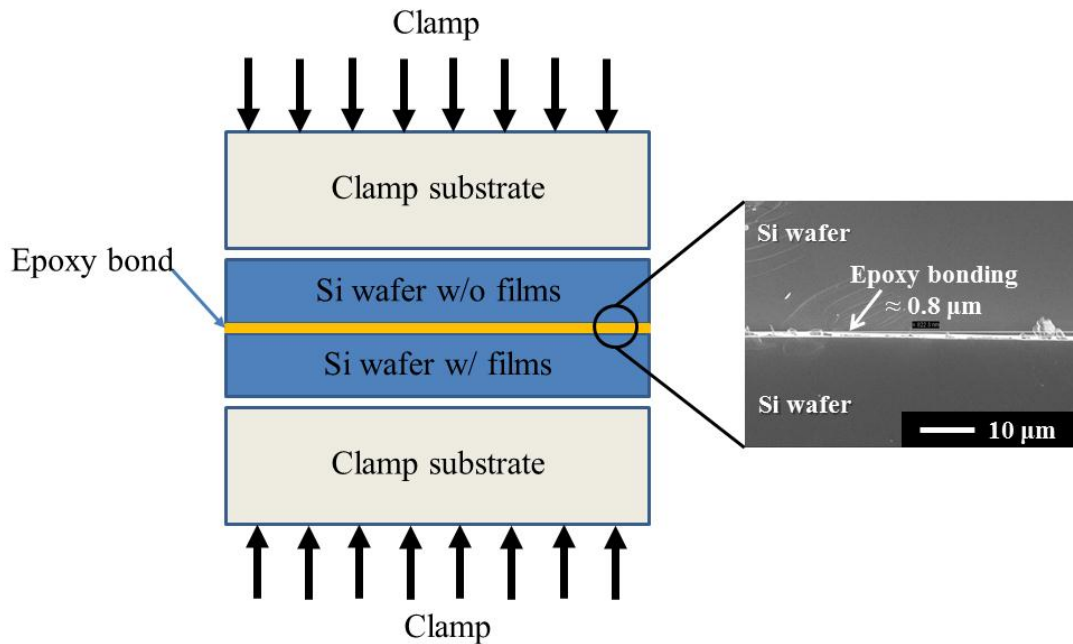 Clamp
Clamp substrate
Epoxy bond
Si wafer w/o films
Si wafer w/ films
Clamp substrate
Clamp
Si wafer
Epoxy bonding
≈ 0.8 µm
Si wafer
10 µm